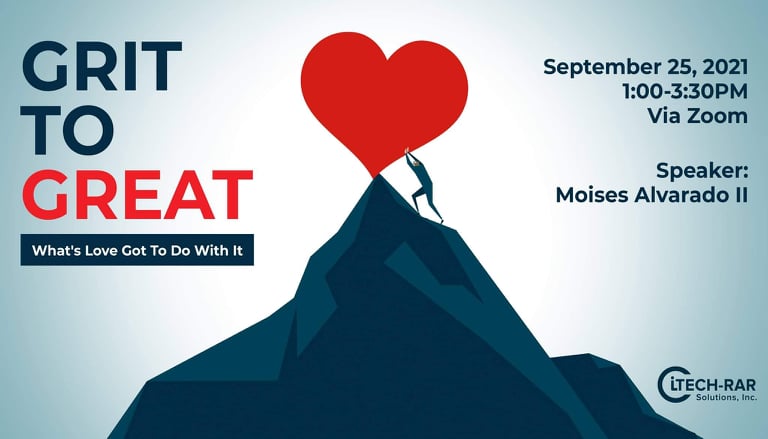 GRIT
TO
GREAT
What's Love Got To Do With It
September 25, 2021
1:00-3:30PM
Via Zoom
Speaker:
Moises Alvarado II
iTECH-RAR
Solutions, Inc.